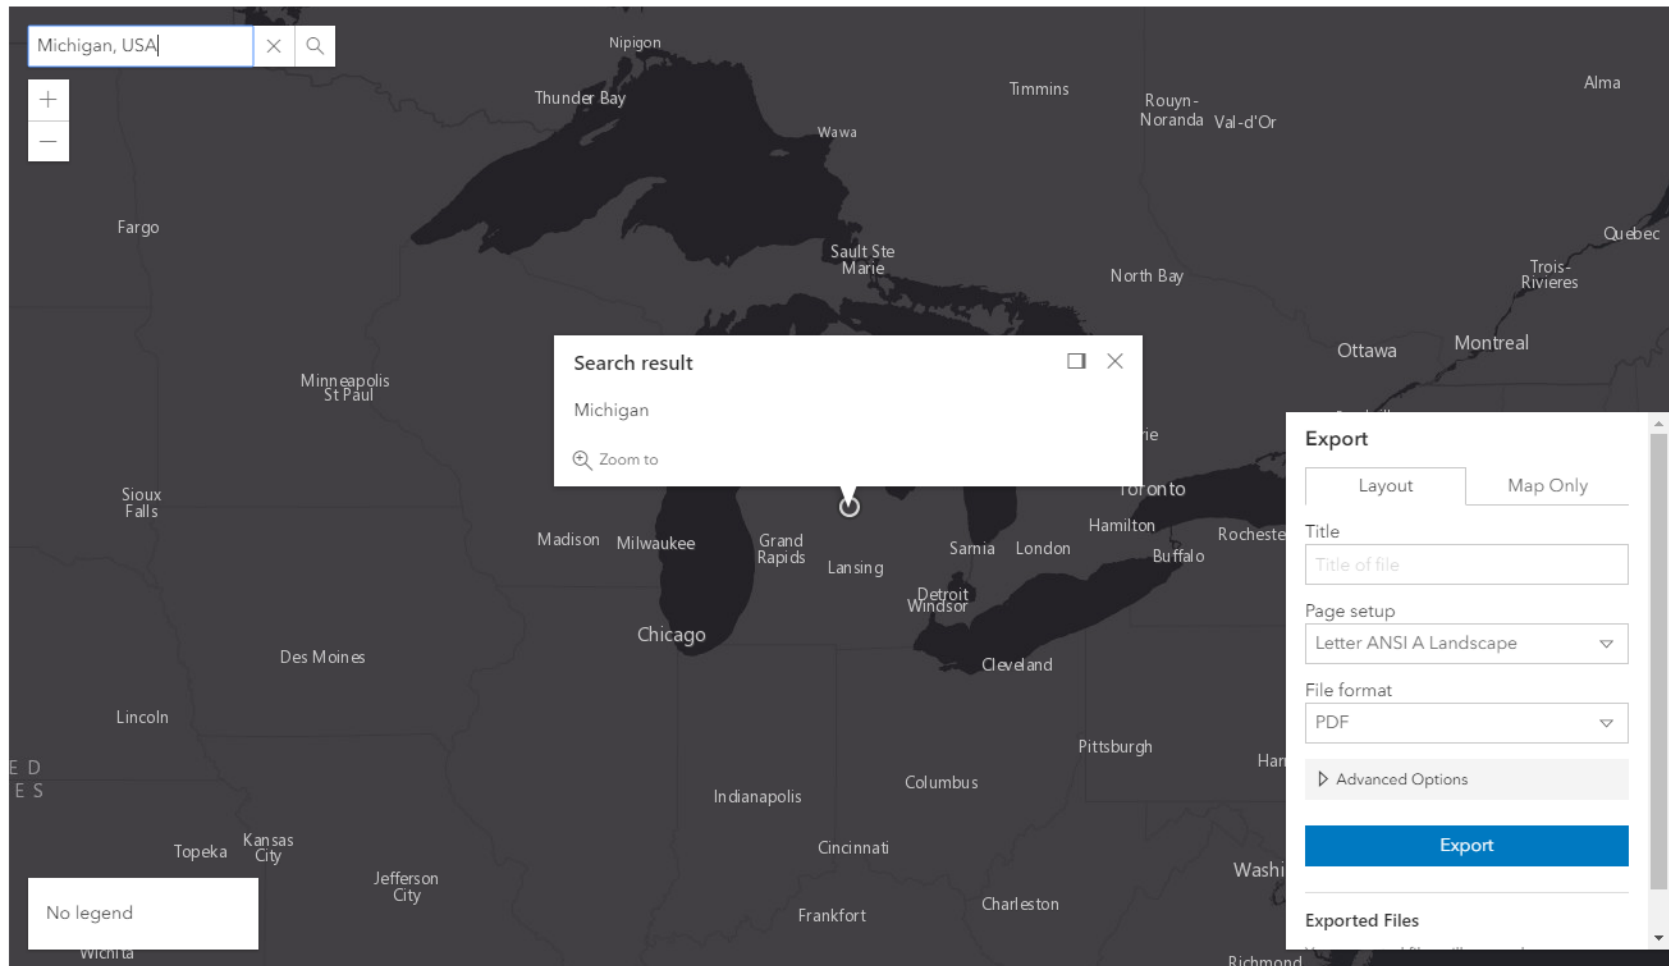 Michigan, USA
Nipigon
Thunder Bay
Timmins
Alma
Rouyn-
Noranda
Val-d'Or
Wawa
Fargo
Quebec
Sault Ste
Marie
North Bay
Trois-
Rivieres
Ottawa
Montreal
Minneapolis
St Paul
Search result
Michigan
Zoom to
Sioux
Falls
Toronto
Hamilton
Rocheste
Madison
Milwaukee
Grand
Rapids
Sarnia
London
Buffalo
Lansing
Detroit
Windsor
Chicago
Des Moines
Cleveland
Lincoln
Pittsburgh
E D
E S
Columbus
Indianapolis
Topeka
Kansas
City
Cincinnati
Jefferson
City
Washi
Charleston
Frankfort
No legend
Wichita
Richmond
Export
Layout
Map Only
Title
Title of file
Page setup
Letter ANSI A Landscape
File format
PDF
Advanced Options
Export
Exported Files